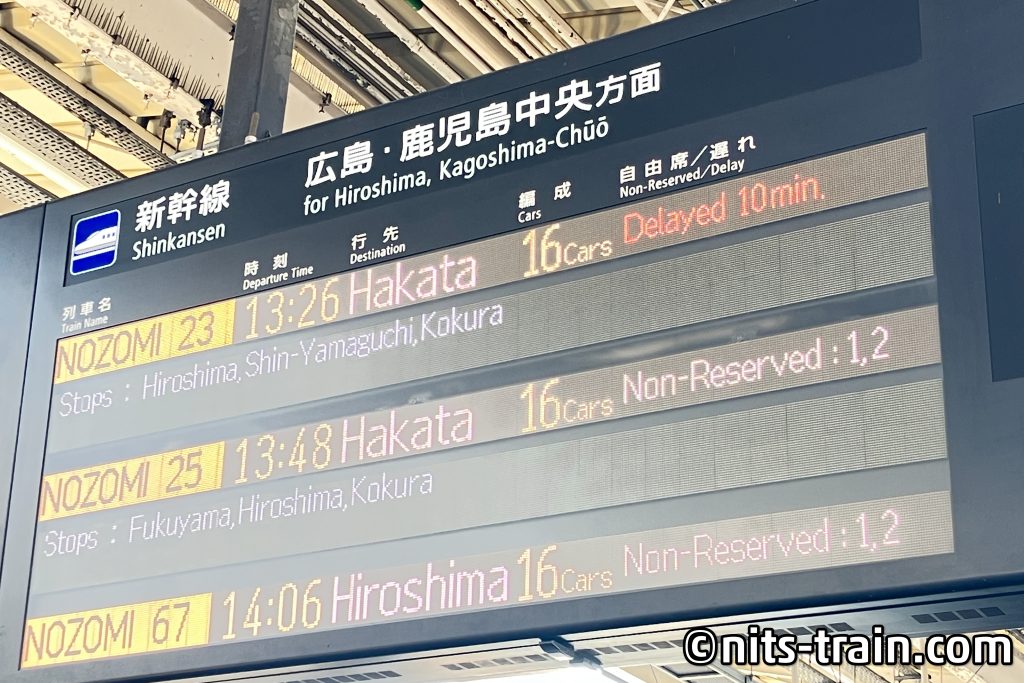 新幹線
Shinkansen
広島・鹿児島中央方面
for Hiroshima, Kagoshima-Chūō
列車名
Train Name
時刻
Departure Time
行先
Destination
編成
Cars
自由席/遅れ
Non-Reserved/Delay
NOZOMI 23 13:26 Hakata 16Cars Delayed 10min.
Stops : Hiroshima,Shin-Yamaguchi,Kokura
NOZOMI 25 13:48 Hakata 16Cars Non-Reserved : 1,2
Stops : Fukuyama,Hiroshima,Kokura
NOZOMI 67 14:06 Hiroshima 16Cars Non-Reserved : 1,2
©nits-train.com